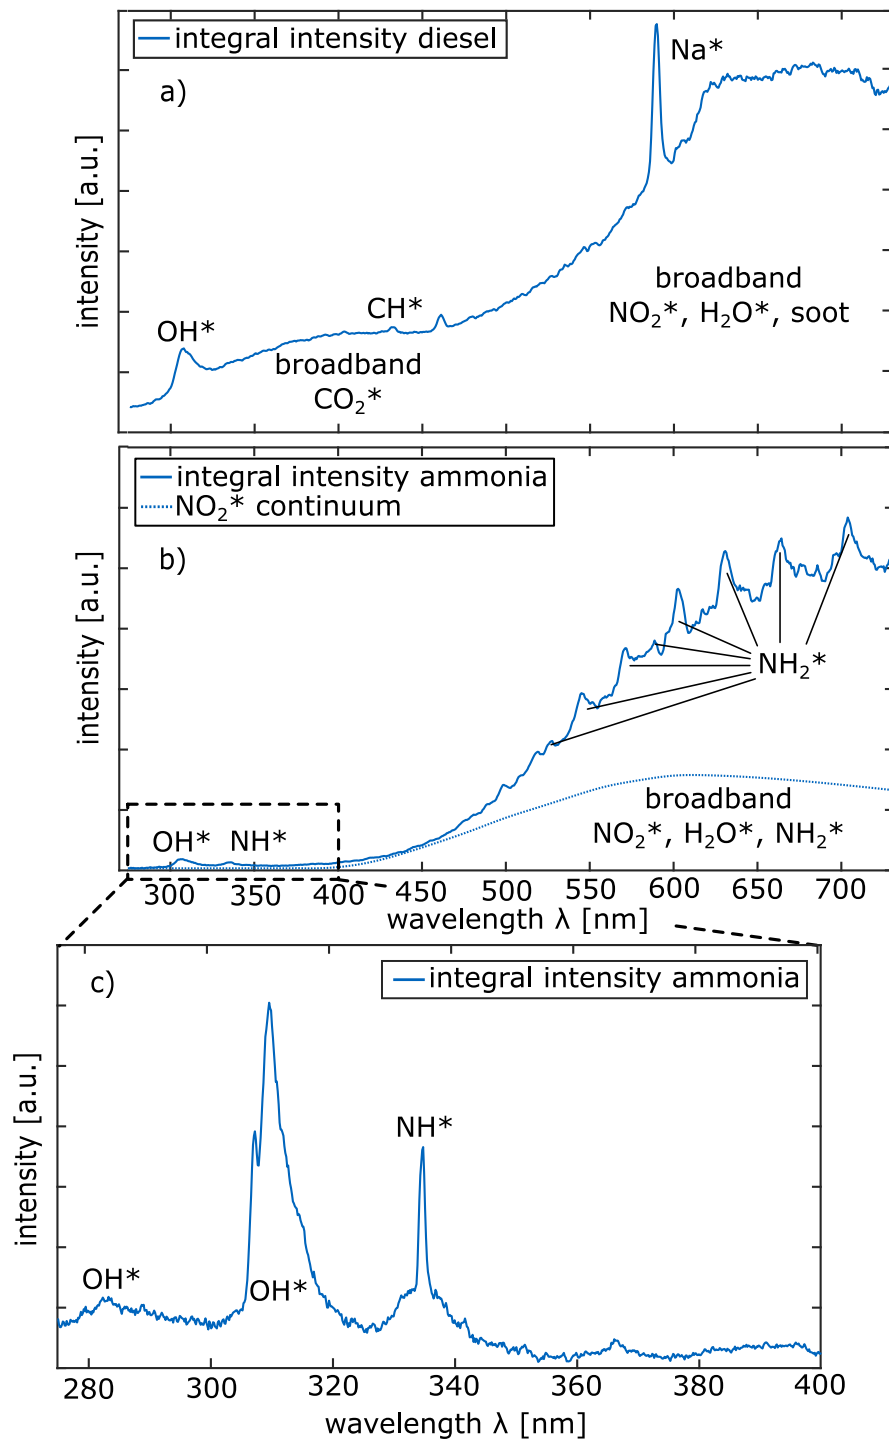 integral intensity diesel
Na*
a)
intensity [a.u.]
broadband
NO₂*, H₂O*, soot
CH*
OH*
broadband
CO₂*
integral intensity ammonia
NO₂* continuum
b)
intensity [a.u.]
NH₂*
broadband
NO₂*, H₂O*, NH₂*
OH* NH*
300 350 400 450 500 550 600 650 700
wavelength λ [nm]
c)
integral intensity ammonia
intensity [a.u.]
NH*
OH*
OH*
280 300 320 340 360 380 400
wavelength λ [nm]